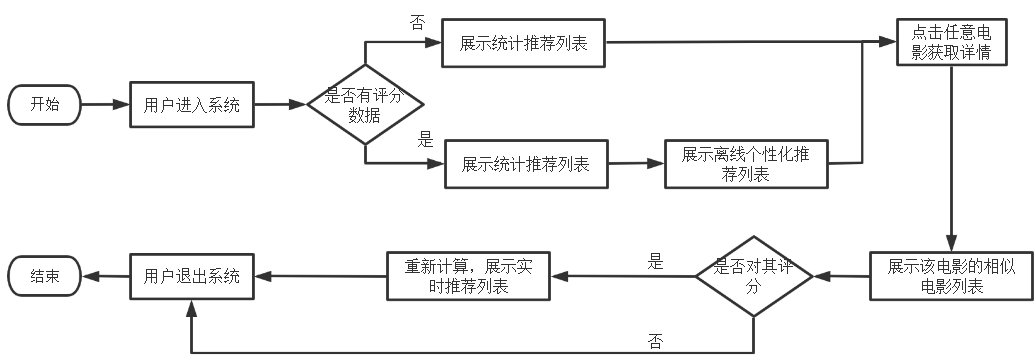 开始
用户进入系统
是否有评分
数据
否
展示统计推荐列表
是
展示统计推荐列表
展示离线个性化推
荐列表
点击任意电
影获取详情
展示该电影的相似
电影列表
是否对其评
分
是
重新计算，展示实
时推荐列表
否
用户退出系统
结束